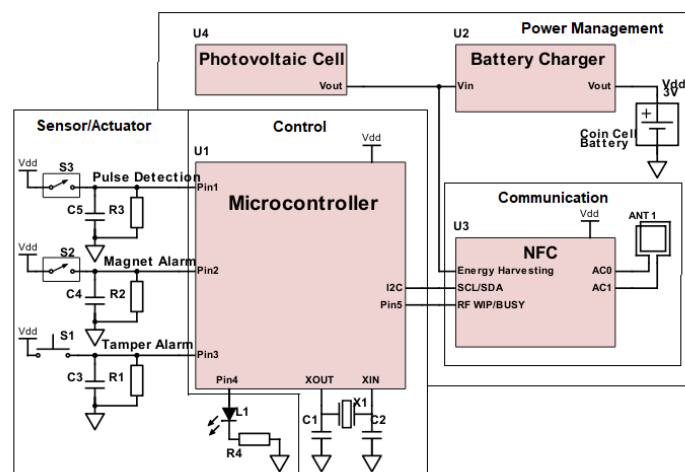 Power Management
U4
Photovoltaic Cell
Vout
U2
Battery Charger
Vin
Vout
Vdd
3V
Coin Cell
Battery
Sensor/Actuator
Control
U1
Vdd
Microcontroller
Vdd
S3
Pulse Detection
Pin1
C5
R3
Vdd
S2
Magnet Alarm
Pin2
C4
R2
Vdd
S1
Tamper Alarm
Pin3
C3
R1
Pin4
XOUT
XIN
L1
R4
C1
X1
C2
I2C
Pin5
Communication
U3
Vdd
ANT1
NFC
Energy Harvesting
AC0
SCL/SDA
AC1
RF WIP/BUSY